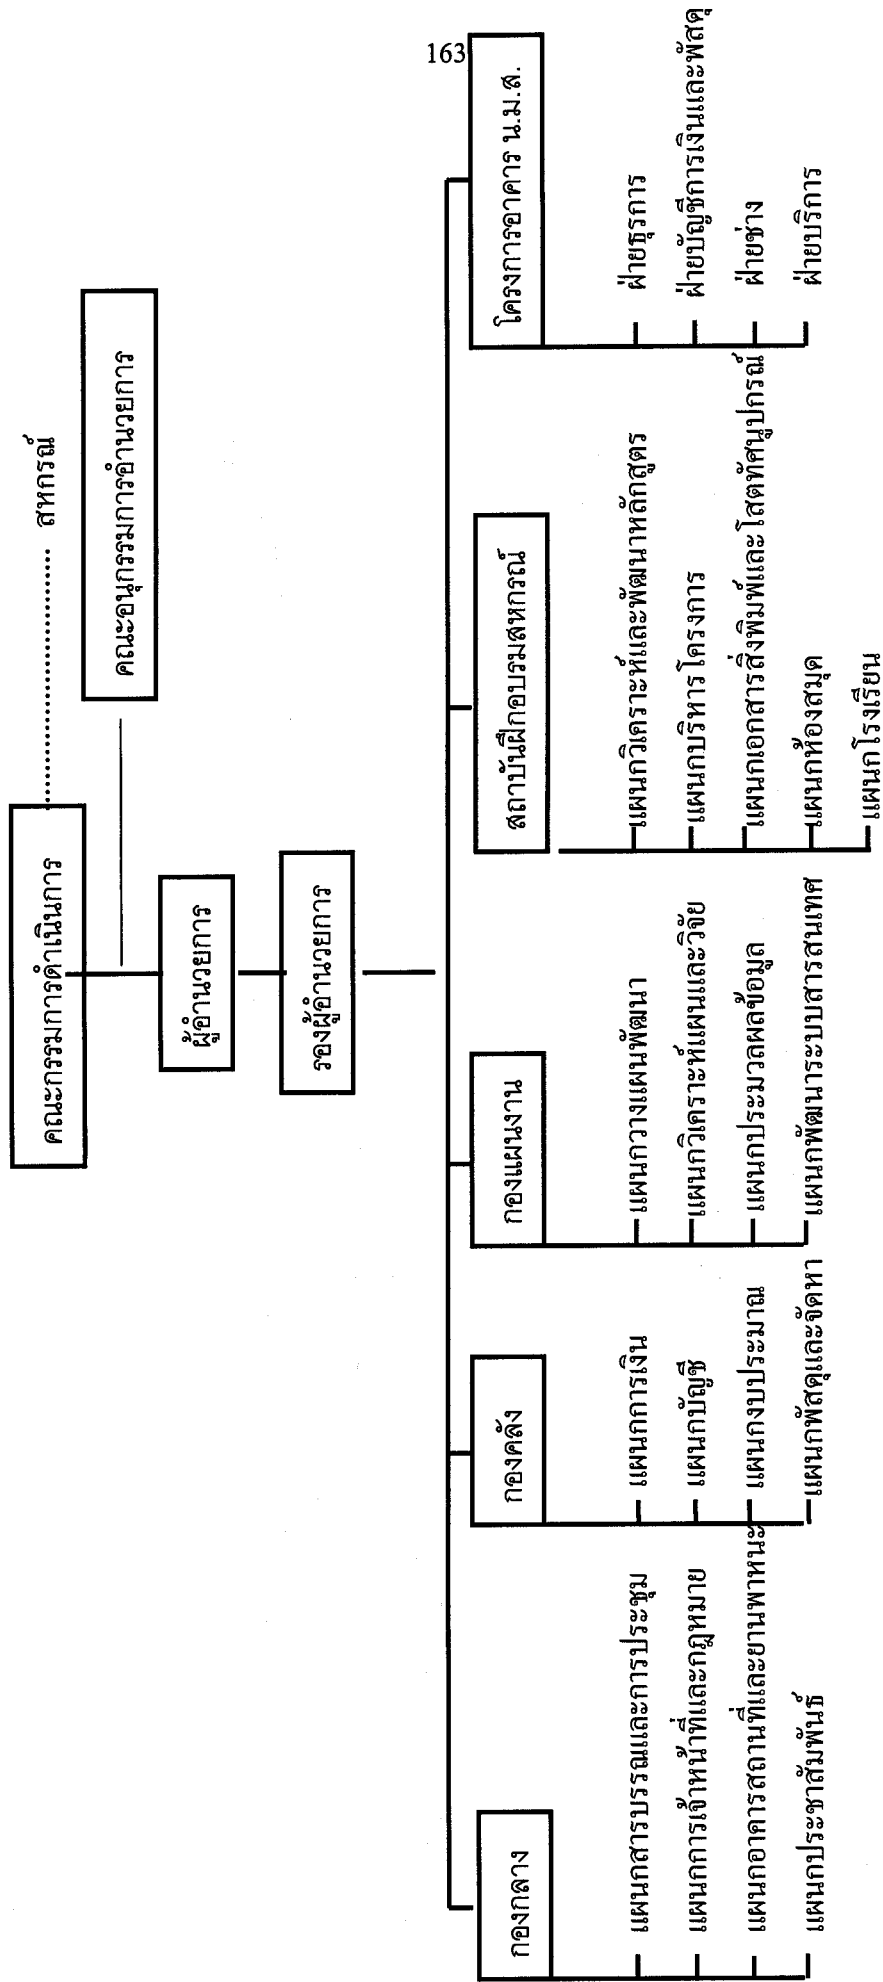 163
คณะกรรมการดำเนินการ
สหกรณ์
คณะอนุกรรมการอำนวยการ
ผู้อำนวยการ
รองผู้อำนวยการ
กองกลาง
แผนกสารบรรณและการประชุม
แผนกการเจ้าหน้าที่และกฎหมาย
แผนกอาคารสถานที่และยานพาหนะ
แผนกประชาสัมพันธ์
กองคลัง
แผนกการเงิน
แผนกบัญชี
แผนกงบประมาณ
แผนกพัสดุและจัดหา
กองแผนงาน
แผนกวางแผนพัฒนา
แผนกวิเคราะห์แผนและวิจัย
แผนกประมวลผลข้อมูล
แผนกพัฒนาระบบสารสนเทศ
สถาบันฝึกอบรมสหกรณ์
แผนกวิเคราะห์และพัฒนาหลักสูตร
แผนกบริหารโครงการ
แผนกเอกสารสิ่งพิมพ์และโสตทัศนูปกรณ์
แผนกห้องสมุด
แผนกโรงเรียน
โครงการอาคาร น.ม.ส.
ฝ่ายธุรการ
ฝ่ายบัญชีการเงินและพัสดุ
ฝ่ายช่าง
ฝ่ายบริการ